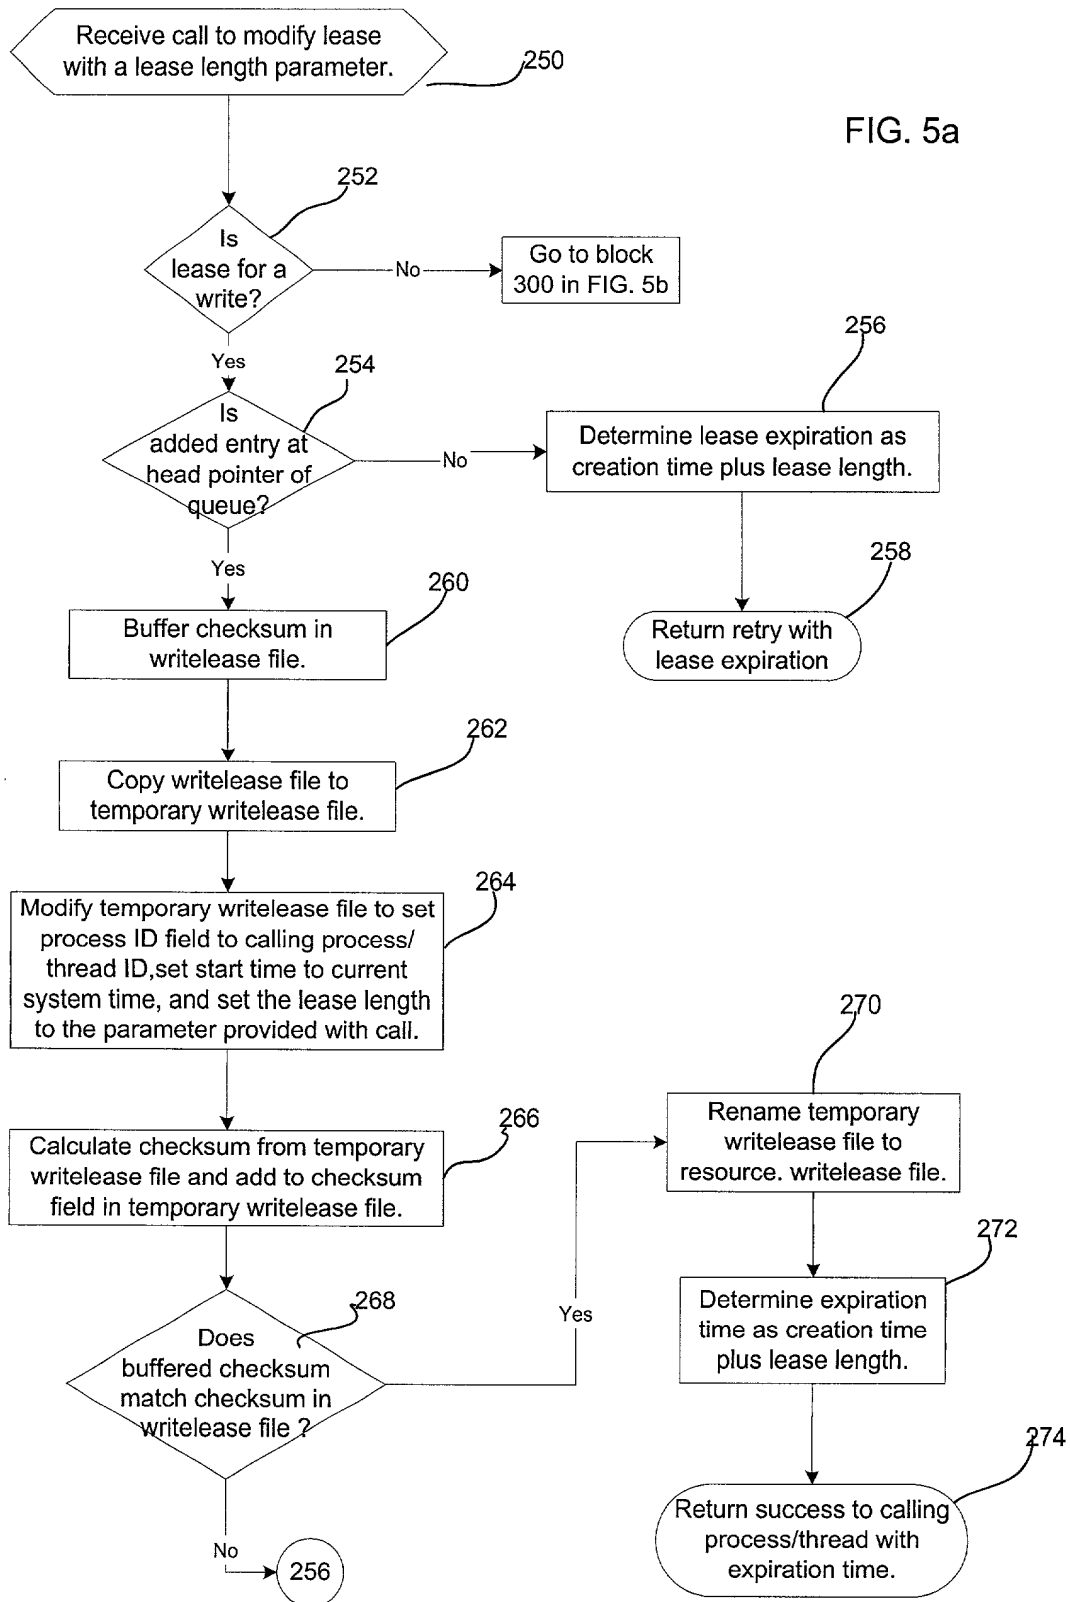 Receive call to modify lease
with a lease length parameter.
250
FIG. 5a
252
Is
lease for a
write?
No
Go to block
300 in FIG. 5b
Yes
254
Is
added entry at
head pointer of
queue?
No
256
Determine lease expiration as
creation time plus lease length.
258
Return retry with
lease expiration
Yes
260
Buffer checksum in
writelease file.
262
Copy writelease file to
temporary writelease file.
264
Modify temporary writelease file to set
process ID field to calling process/
thread ID,set start time to current
system time, and set the lease length
to the parameter provided with call.
266
Calculate checksum from temporary
writelease file and add to checksum
field in temporary writelease file.
268
Does
buffered checksum
match checksum in
writelease file ?
Yes
No
256
270
Rename temporary
writelease file to
resource. writelease file.
272
Determine expiration
time as creation time
plus lease length.
274
Return success to calling
process/thread with
expiration time.